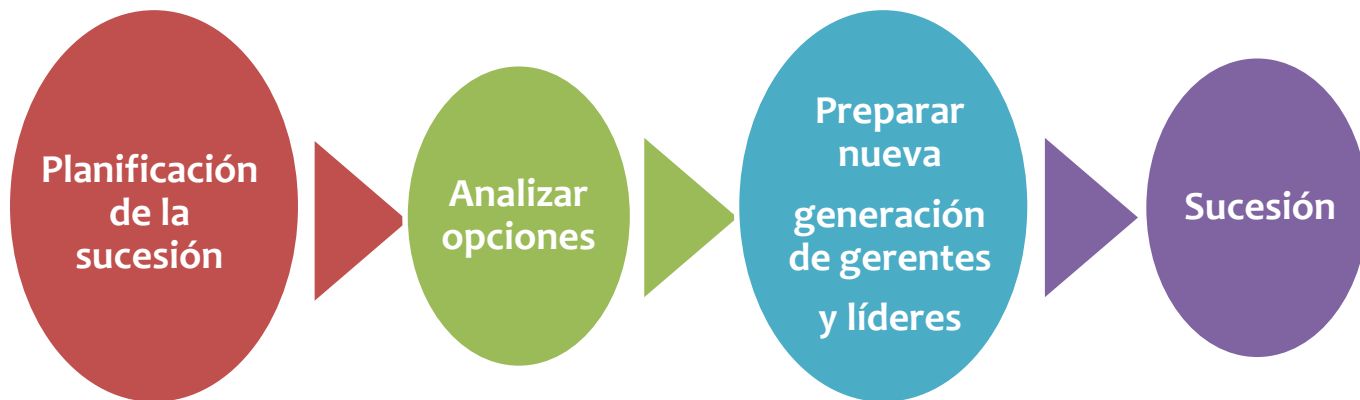 Planificación
de la
sucesión
Analizar
opciones
Preparar
nueva
generación
de gerentes
y líderes
Sucesión